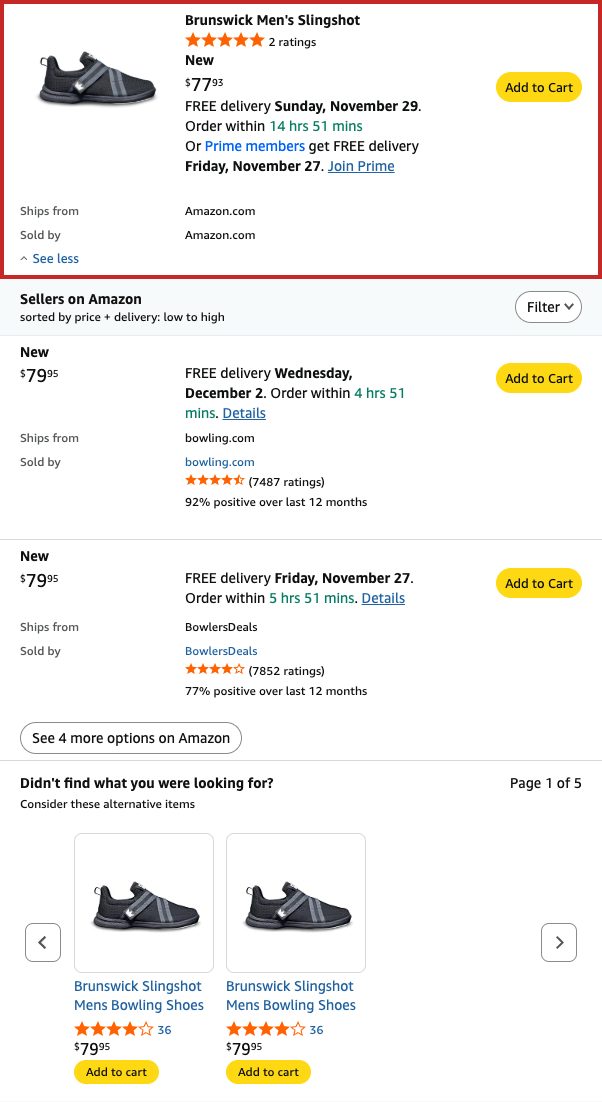 Brunswick Men's Slingshot
2 ratings
New
$77.93
FREE delivery Sunday, November 29.
Order within 14 hrs 51 mins
Or Prime members get FREE delivery
Friday, November 27. Join Prime
Add to Cart
Ships from Amazon.com
Sold by Amazon.com
See less
Sellers on Amazon
sorted by price + delivery: low to high
Filter
New
$79.95
FREE delivery Wednesday,
December 2. Order within 4 hrs 51
mins. Details
Add to Cart
Ships from bowling.com
Sold by bowling.com
(7487 ratings)
92% positive over last 12 months
New
$79.95
FREE delivery Friday, November 27.
Order within 5 hrs 51 mins. Details
Add to Cart
Ships from BowlersDeals
Sold by BowlersDeals
(7852 ratings)
77% positive over last 12 months
See 4 more options on Amazon
Didn't find what you were looking for?
Page 1 of 5
Consider these alternative items
Brunswick Slingshot
Mens Bowling Shoes
36
$79.95
Add to cart
Brunswick Slingshot
Mens Bowling Shoes
36
$79.95
Add to cart